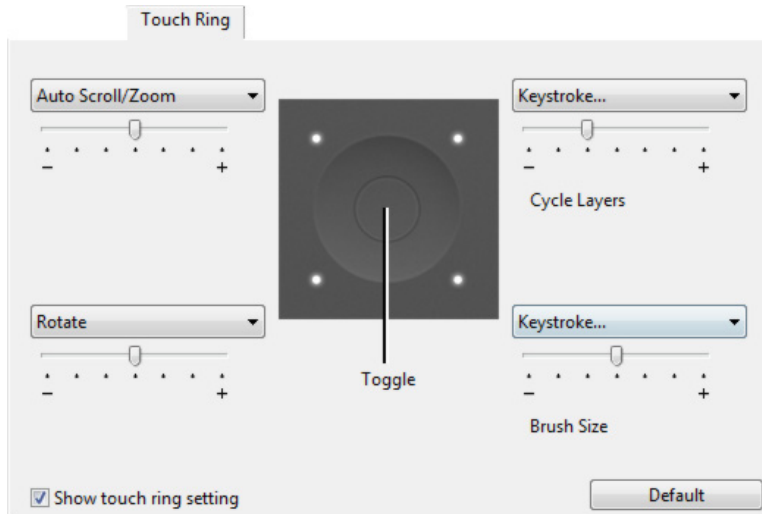 Touch Ring
Auto Scroll/Zoom
Keystroke...
− +
− +
Cycle Layers
Rotate
Keystroke...
− +
− +
Toggle
Brush Size
Show touch ring setting
Default